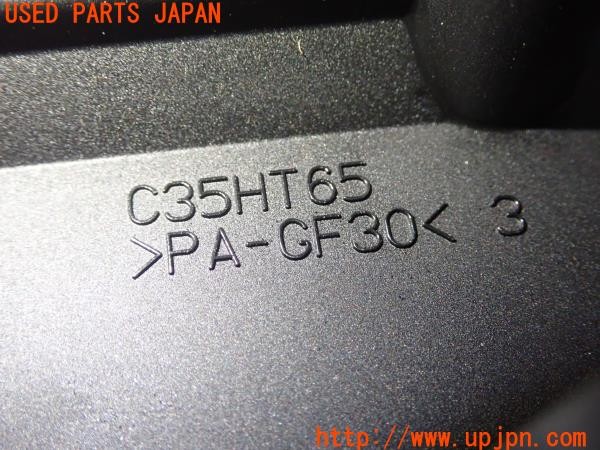 USED PARTS JAPAN
C35HT65
>PA-GF30< 3
http://www.upjpn.com